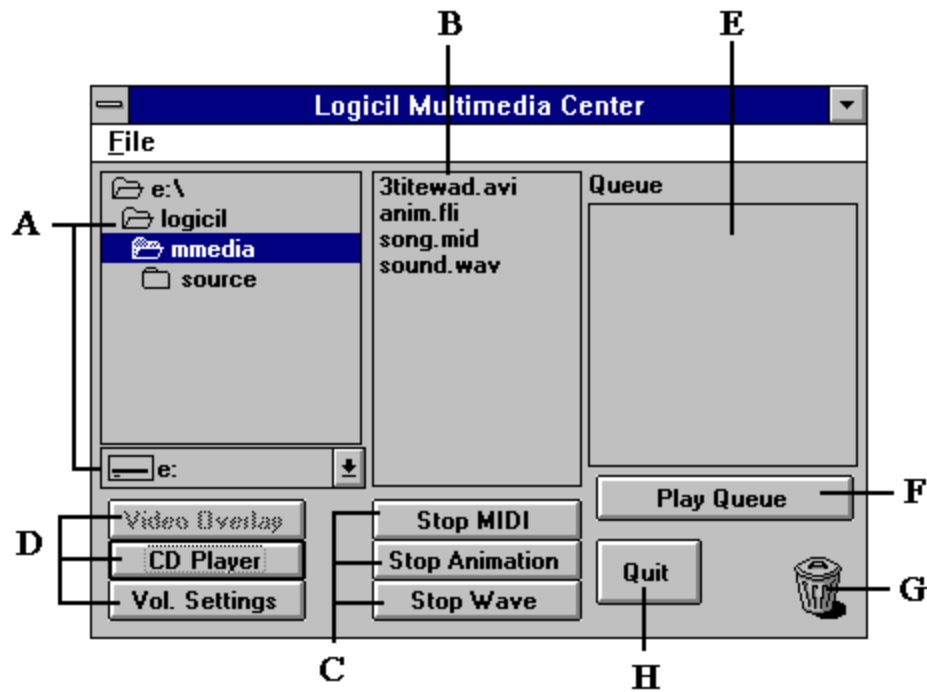 B
E
Logicil Multimedia Center
File
e:\
logicil
mmedia
source
A
e:
3titewad.avi
anim.fli
song.mid
sound.wav
Queue
Play Queue
F
D
Video Overlay
CD Player
Vol. Settings
Stop MIDI
Stop Animation
Stop Wave
C
Quit
H
G